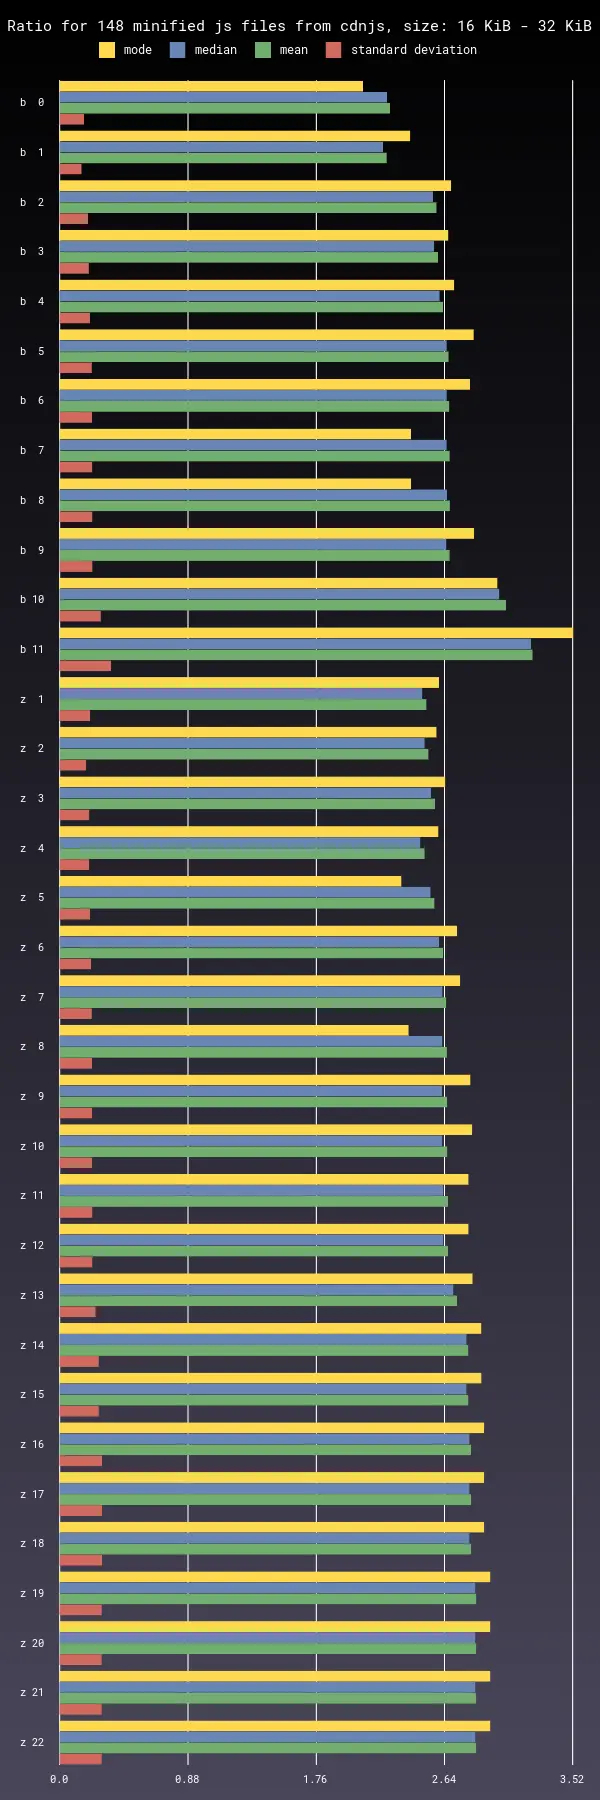 Ratio for 148 minified js files from cdnjs, size: 16 KiB - 32 KiB
mode median mean standard deviation
b 0
b 1
b 2
b 3
b 4
b 5
b 6
b 7
b 8
b 9
b 10
b 11
z 1
z 2
z 3
z 4
z 5
z 6
z 7
z 8
z 9
z 10
z 11
z 12
z 13
z 14
z 15
z 16
z 17
z 18
z 19
z 20
z 21
z 22
0.0 0.88 1.76 2.64 3.52